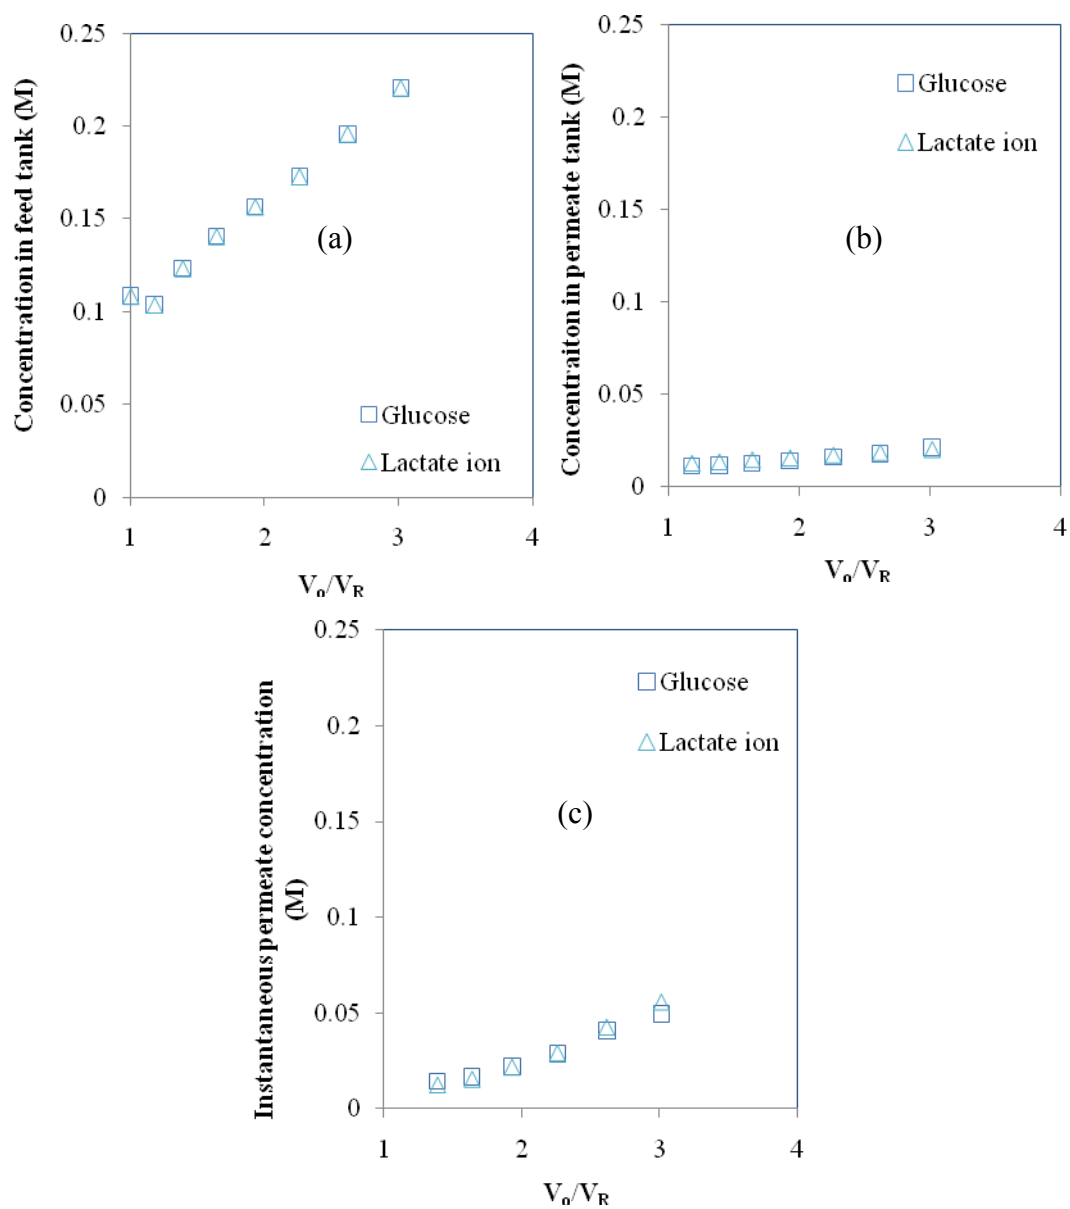 0.25
0.2
0.15
0.1
0.05
0
1
2
3
4
Concentration in feed tank (M)
(a)
Glucose
Lactate ion
Vo/VR
0.25
0.2
0.15
0.1
0.05
0
1
2
3
4
Concentraiton in permeate tank (M)
Glucose
Lactate ion
(b)
Vo/VR
0.25
0.2
0.15
0.1
0.05
0
1
2
3
4
Instantaneous permeate concentration
(M)
Glucose
Lactate ion
(c)
Vo/VR